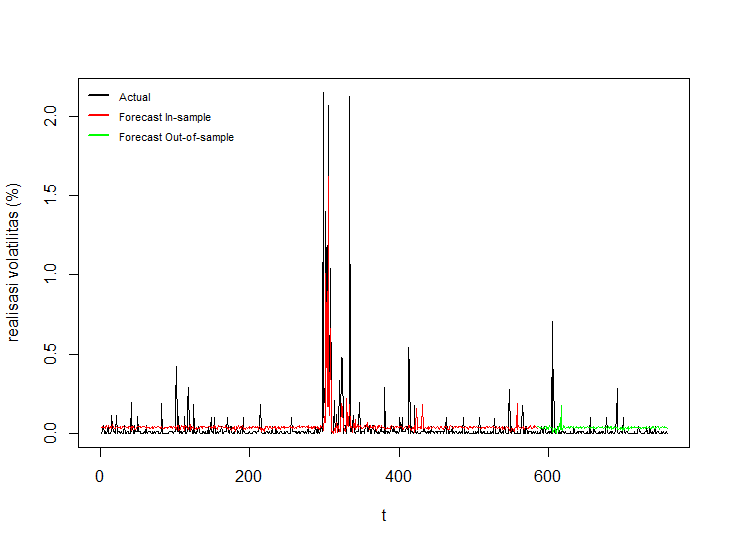 Actual
Forecast In-sample
Forecast Out-of-sample
realisasi volatilitas (%)
2.0
1.5
1.0
0.5
0.0
0 200 400 600
t